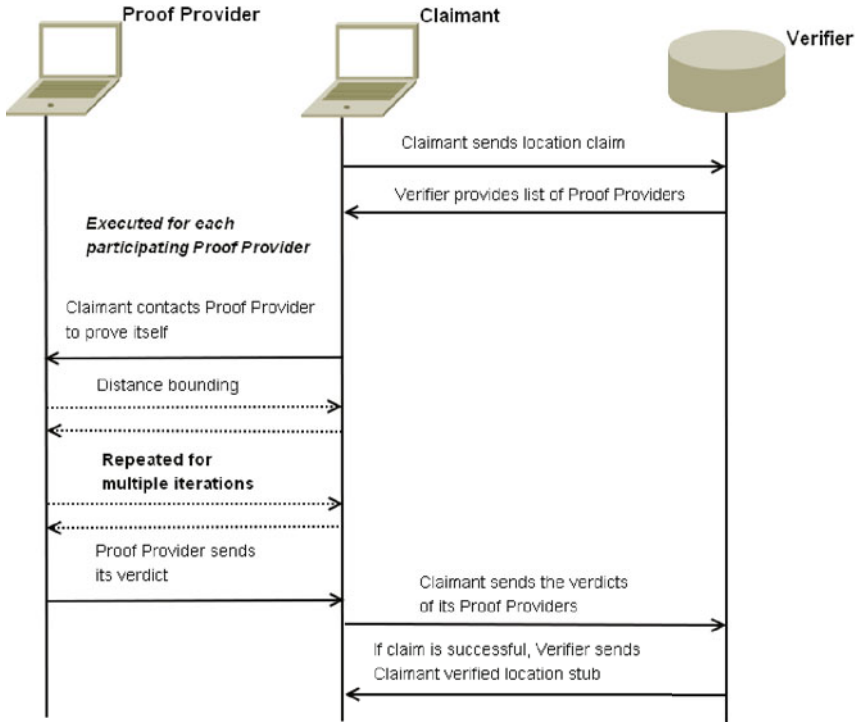 Proof Provider
Claimant
Verifier
Claimant sends location claim
Verifier provides list of Proof Providers
Executed for each
participating Proof Provider
Claimant contacts Proof Provider
to prove itself
Distance bounding
Repeated for
multiple iterations
Proof Provider sends
its verdict
Claimant sends the verdicts
of its Proof Providers
If claim is successful, Verifier sends
Claimant verified location stub